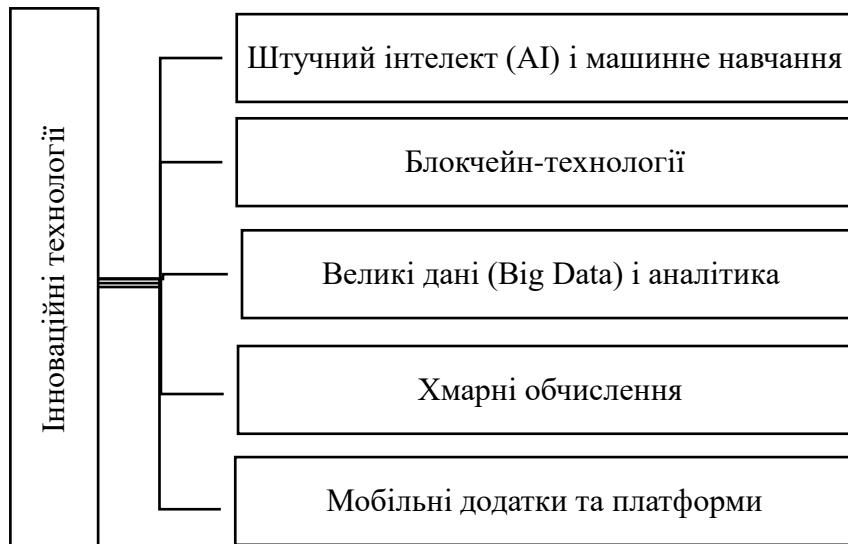 Інноваційні технології
Штучний інтелект (AI) і машинне навчання
Блокчейн-технології
Великі дані (Big Data) і аналітика
Хмарні обчислення
Мобільні додатки та платформи